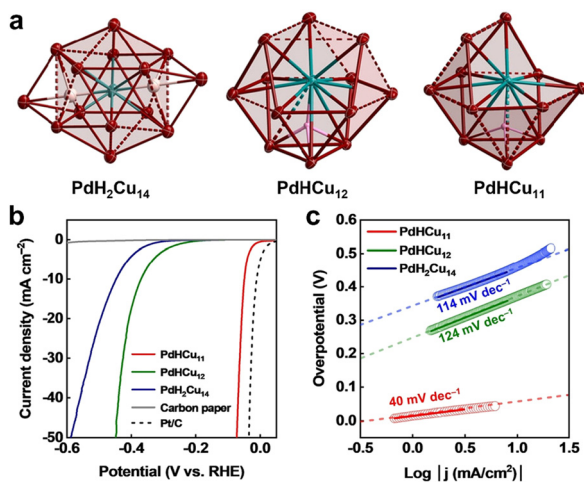 a
PdH₂Cu₁₄
PdHCu₁₂
PdHCu₁₁
b
Current density (mA cm⁻²)
0
-10
-20
-30
-40
-50
PdHCu₁₁
PdHCu₁₂
PdH₂Cu₁₄
Carbon paper
Pt/C
-0.6
-0.4
-0.2
0.0
Potential (V vs. RHE)
c
Overpotential (V)
0.6
0.5
0.4
0.3
0.2
0.1
0.0
PdHCu₁₁
PdHCu₁₂
PdH₂Cu₁₄
114 mV dec⁻¹
124 mV dec⁻¹
40 mV dec⁻¹
-0.5
0.0
0.5
1.0
1.5
Log |j (mA/cm²)|